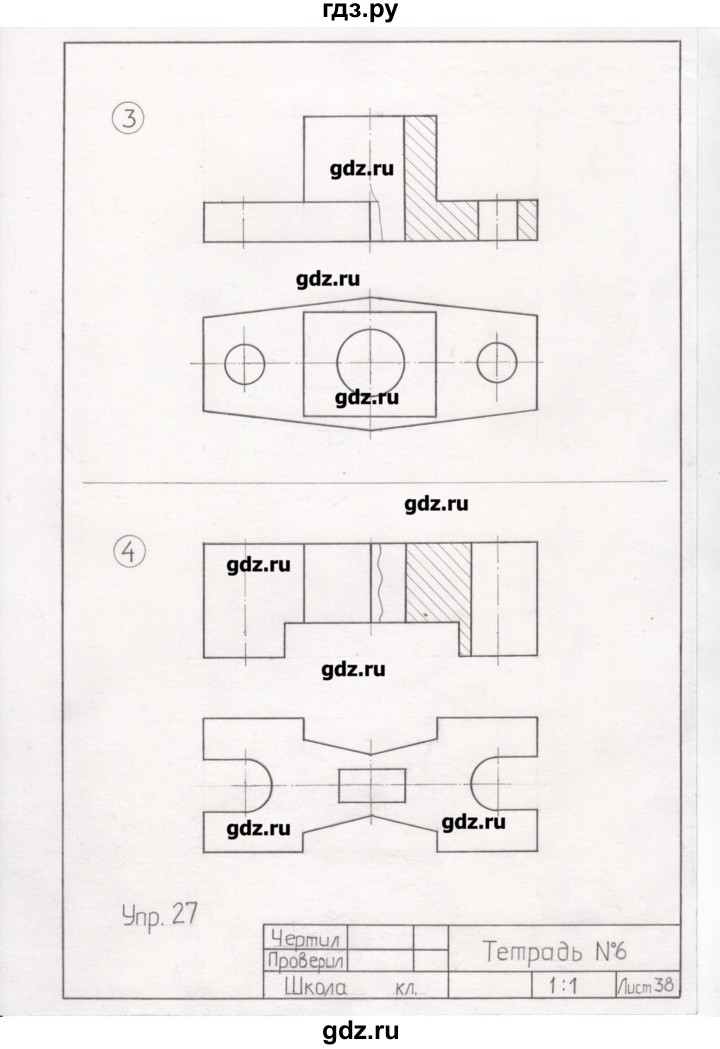 гдз.ру
3
gdz.ru
gdz.ru
gdz.ru
gdz.ru
4
gdz.ru
gdz.ru
gdz.ru
gdz.ru
Упр. 27
Чертил
Проверил
Тетрадь №6
Школа кл.
1:1
Лист 38
gdz.ru